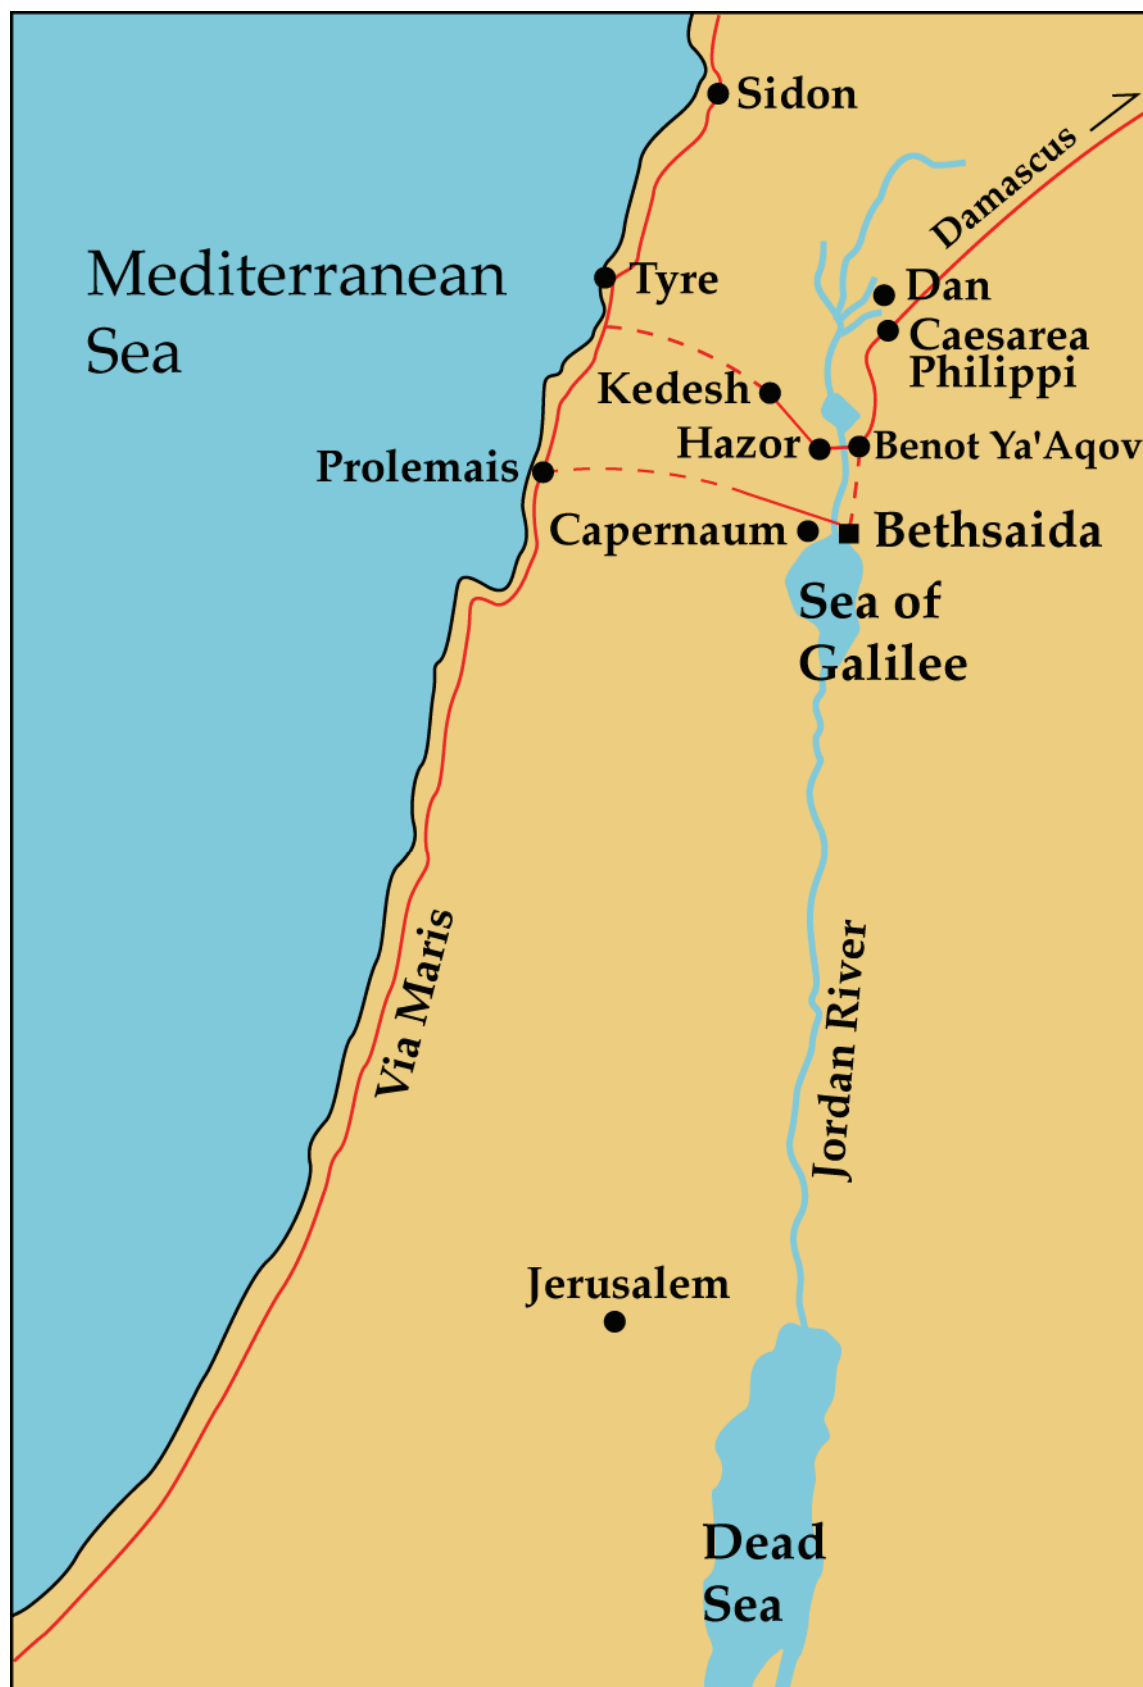 Sidon
Damascus
Mediterranean
Sea
Tyre
Dan
Caesarea
Philippi
Kedesh
Hazor
Benot Ya'Aqov
Prolemais
Capernaum
Bethsaida
Sea of
Galilee
Via Maris
Jordan River
Jerusalem
Dead
Sea